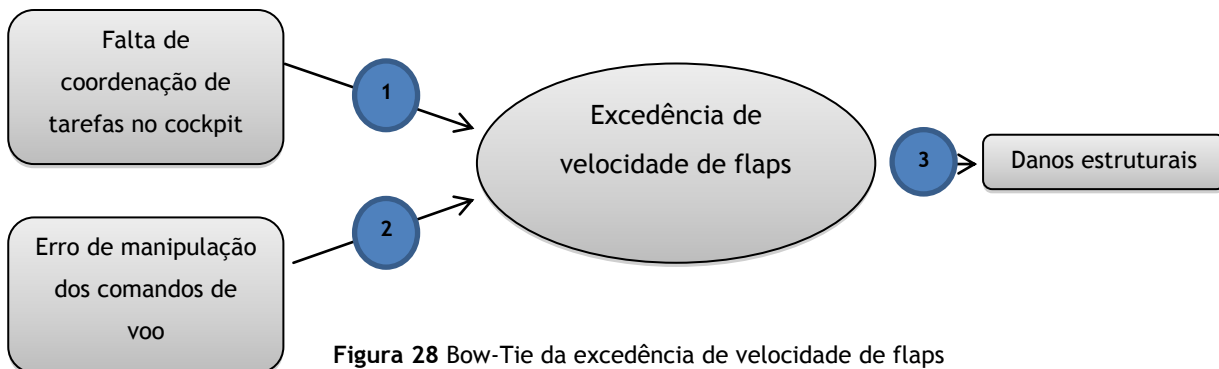 Falta de
coordenação de
tarefas no cockpit
1
Excedência de
velocidade de flaps
3
Danos estruturais
2
Erro de manipulação
dos comandos de
voo
Figura 28 Bow-Tie da excedência de velocidade de flaps